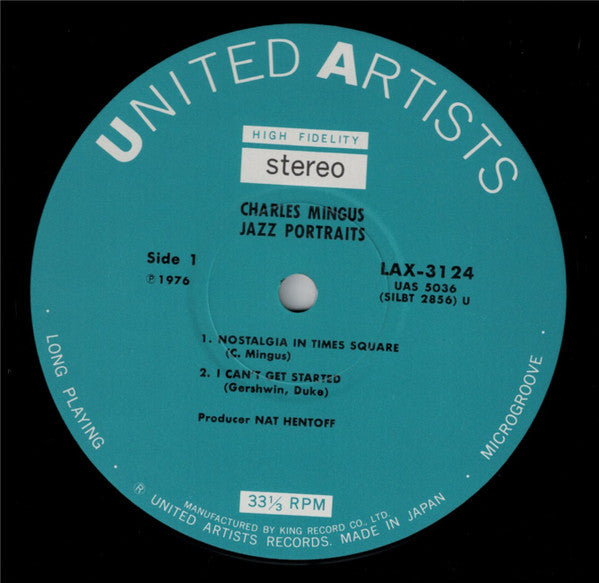 UNITED ARTISTS
HIGH FIDELITY
stereo
CHARLES MINGUS
JAZZ PORTRAITS
Side 1
℗ 1976
LAX-3124
UAS 5036
(SILBT 2856) U
1. NOSTALGIA IN TIMES SQUARE
(C. Mingus)
2. I CAN'T GET STARTED
(Gershwin, Duke)
Producer NAT HENTOFF
· LONG PLAYING ·
· MICROGROOVE ·
33⅓ RPM
MANUFACTURED BY KING RECORD CO., LTD.
® UNITED ARTISTS RECORDS. MADE IN JAPAN